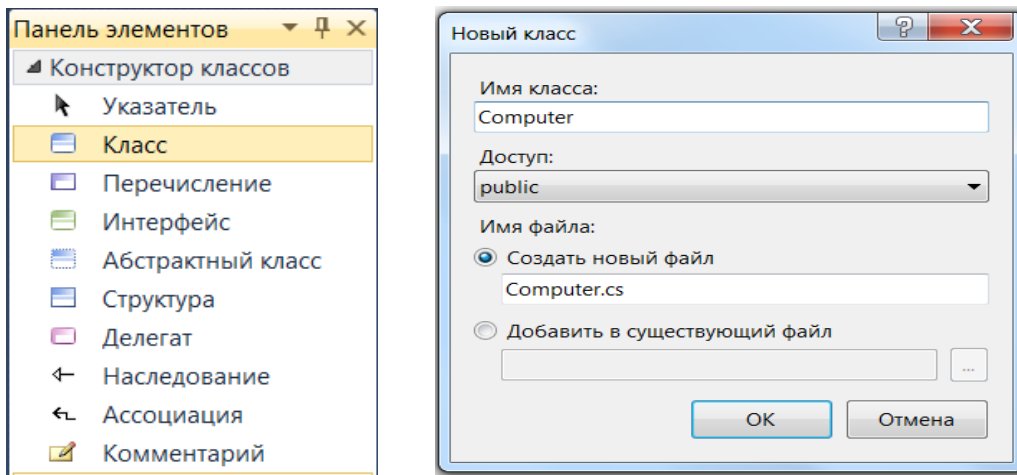 Панель элементов
Конструктор классов
Указатель
Класс
Перечисление
Интерфейс
Абстрактный класс
Структура
Делегат
Наследование
Ассоциация
Комментарий
Новый класс
Имя класса:
Computer
Доступ:
public
Имя файла:
Создать новый файл
Computer.cs
Добавить в существующий файл
...
OK
Отмена